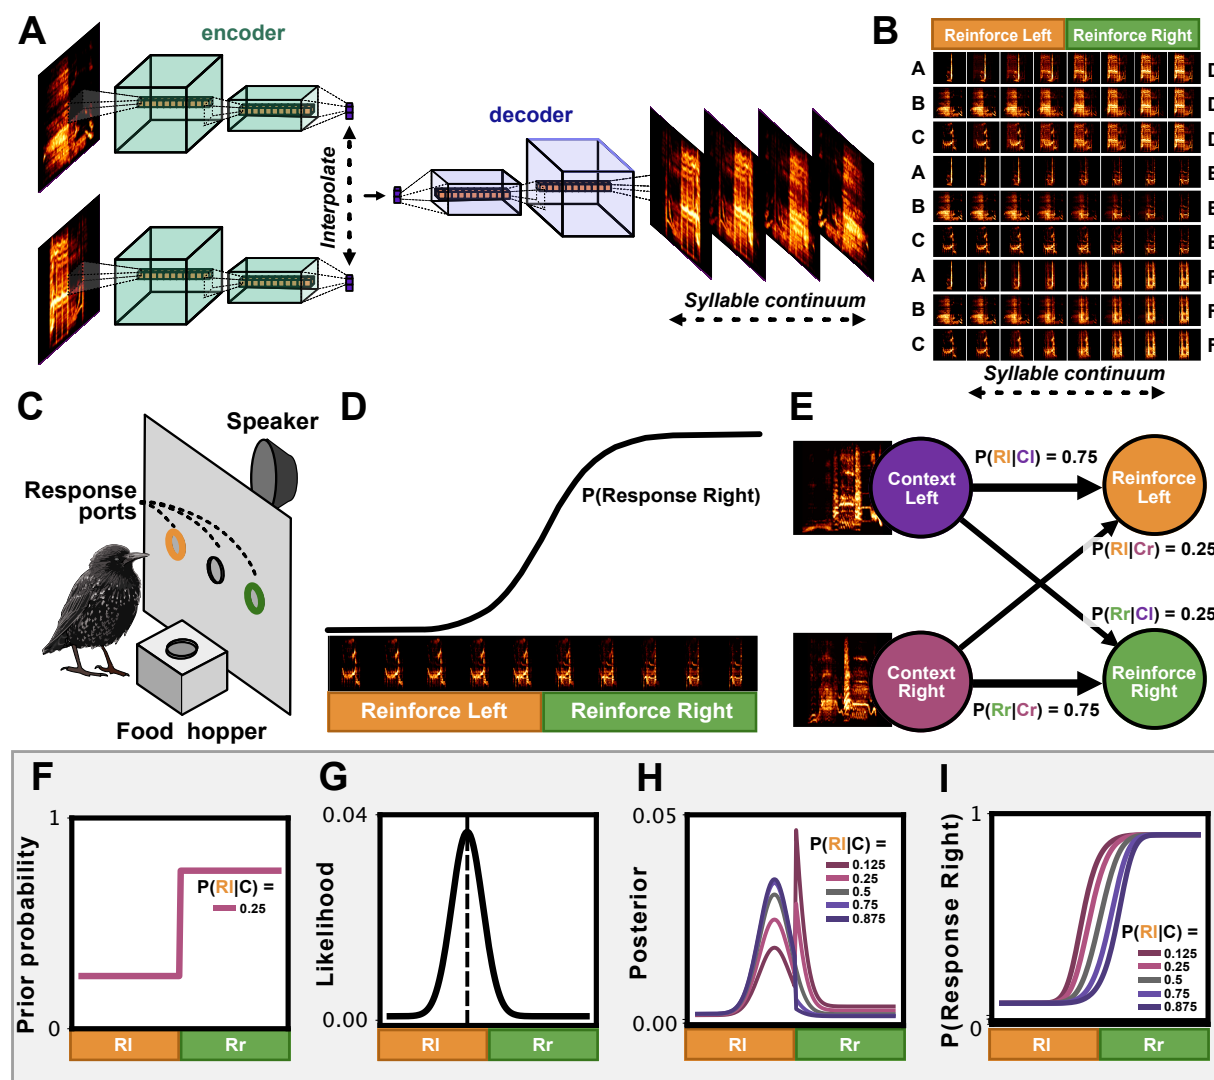 A
encoder
decoder
Interpolate
Syllable continuum
B
Reinforce Left
Reinforce Right
A
D
B
D
C
D
A
E
B
E
C
E
A
F
B
F
C
F
Syllable continuum
C
Speaker
Response
ports
Food hopper
D
P(Response Right)
Reinforce Left
Reinforce Right
E
Context
Left
P(Rl|Cl) = 0.75
Reinforce
Left
P(Rl|Cr) = 0.25
P(Rr|Cl) = 0.25
Context
Right
P(Rr|Cr) = 0.75
Reinforce
Right
F
Prior probability
1
0
P(Rl|C) =
0.25
Rl
Rr
G
Likelihood
0.04
0.00
Rl
Rr
H
Posterior
0.05
0.00
P(Rl|C) =
0.125
0.25
0.5
0.75
0.875
Rl
Rr
I
P(Response Right)
1
0
P(Rl|C) =
0.125
0.25
0.5
0.75
0.875
Rl
Rr